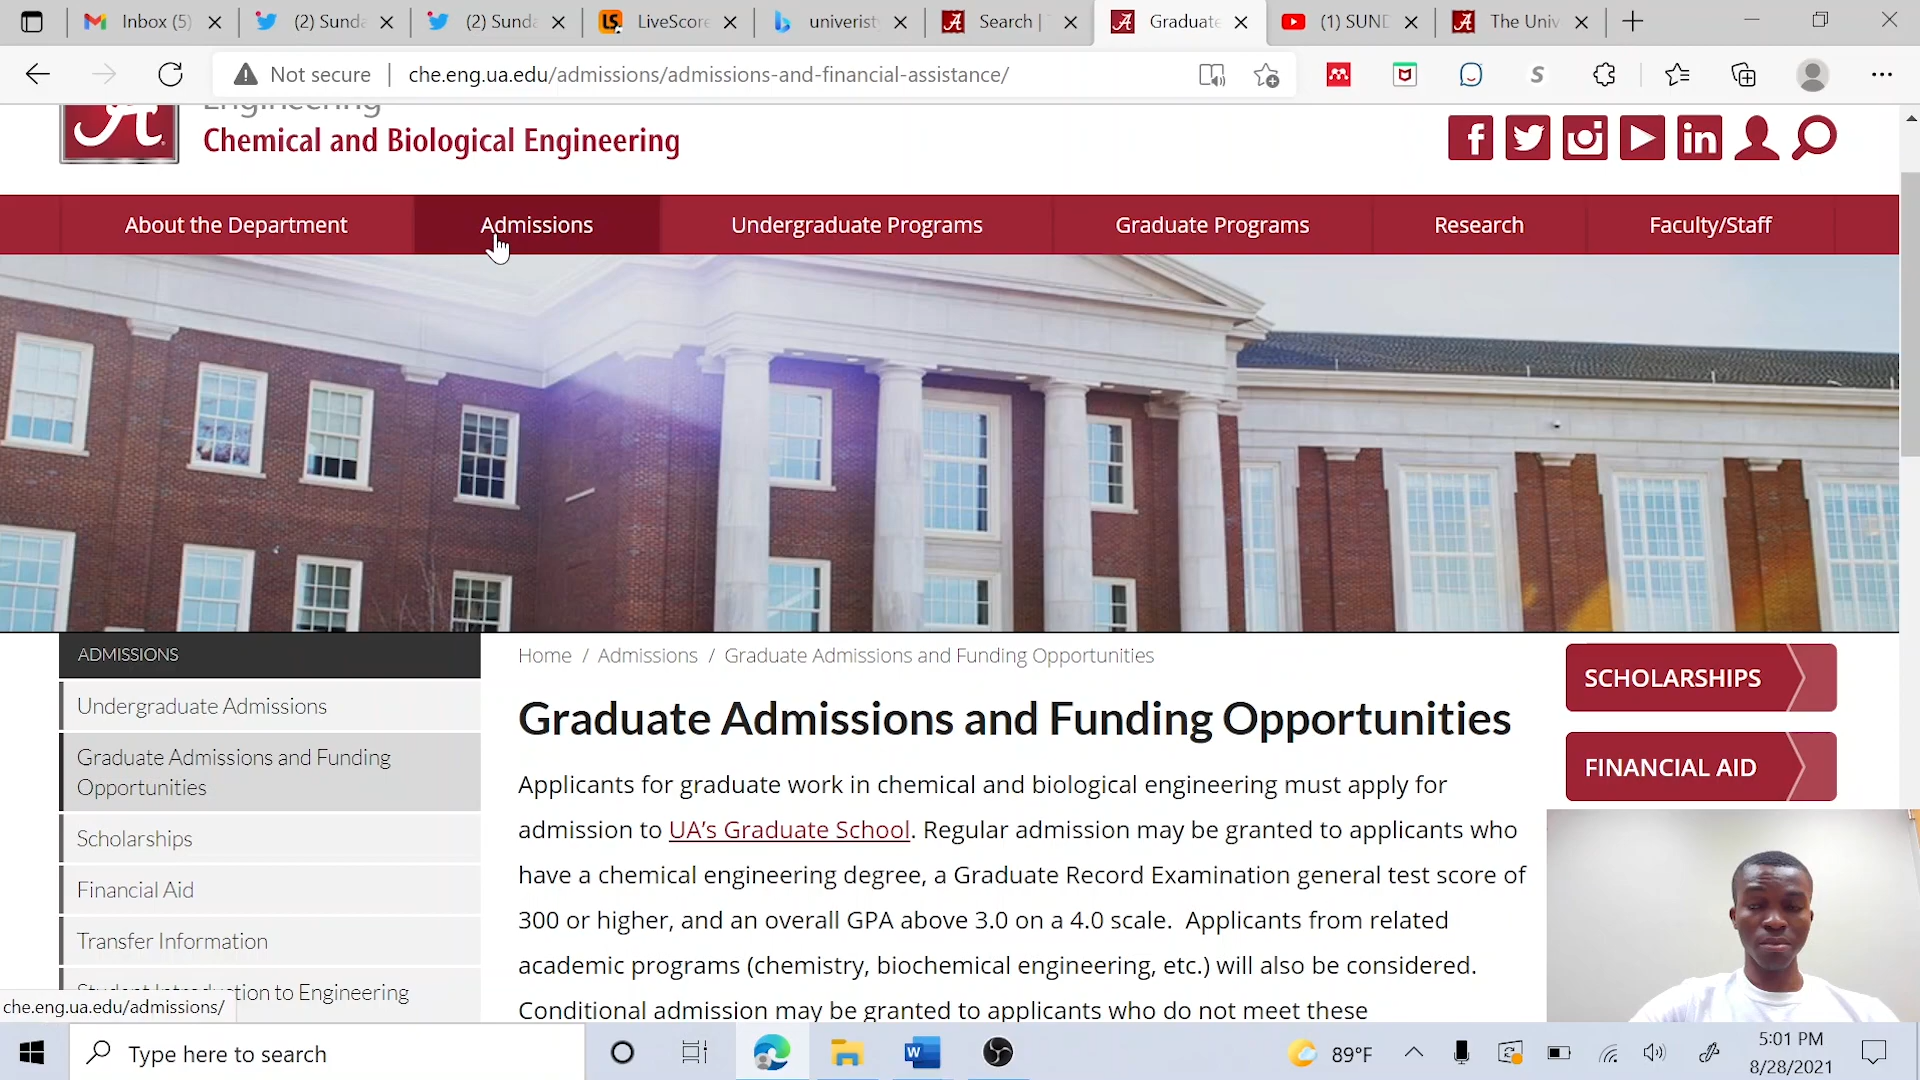 Inbox (5)
(2) Sunda
(2) Sunda
LS
LiveScore
univeristy
Search |
Graduate
(1) SUND
The Univ
Not secure
che.eng.ua.edu/admissions/admissions-and-financial-assistance/
Engineering
Chemical and Biological Engineering
About the Department
Admissions
Undergraduate Programs
Graduate Programs
Research
Faculty/Staff
ADMISSIONS
Undergraduate Admissions
Graduate Admissions and Funding
Opportunities
Scholarships
Financial Aid
Transfer Information
Student Introduction to Engineering
Home / Admissions / Graduate Admissions and Funding Opportunities
Graduate Admissions and Funding Opportunities
Applicants for graduate work in chemical and biological engineering must apply for
admission to UA's Graduate School. Regular admission may be granted to applicants who
have a chemical engineering degree, a Graduate Record Examination general test score of
300 or higher, and an overall GPA above 3.0 on a 4.0 scale. Applicants from related
academic programs (chemistry, biochemical engineering, etc.) will also be considered.
Conditional admission may be granted to applicants who do not meet these
SCHOLARSHIPS
FINANCIAL AID
che.eng.ua.edu/admissions/
Type here to search
89°F
5:01 PM
8/28/2021